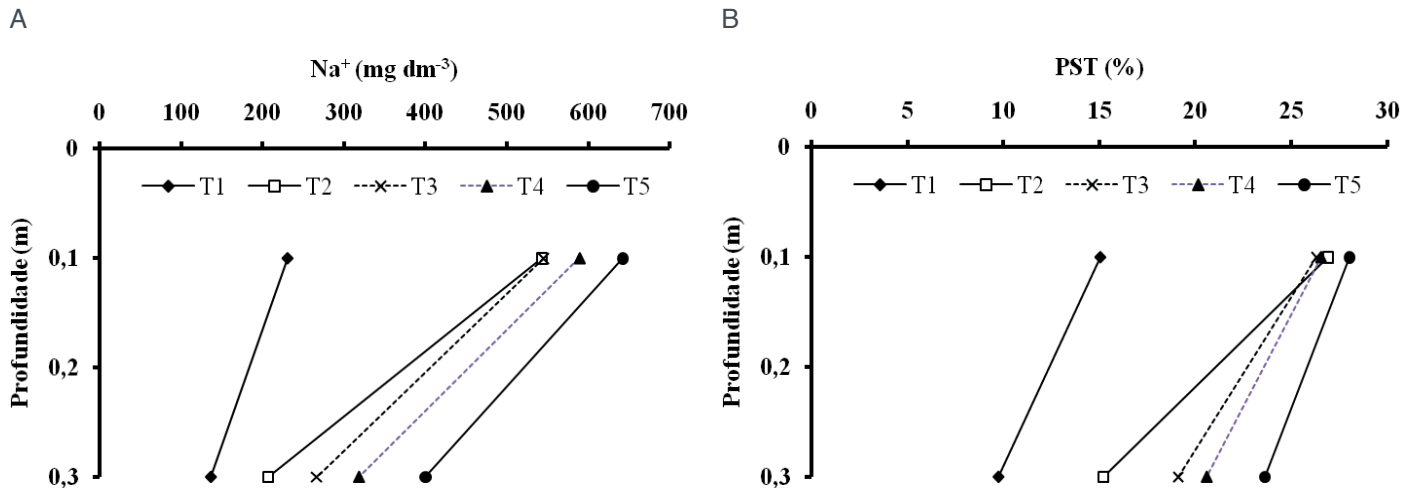 A
Na⁺ (mg dm⁻³)
0 100 200 300 400 500 600 700
0
T1 T2 T3 T4 T5
0,1
0,2
0,3
Profundidade (m)
B
PST (%)
0 5 10 15 20 25 30
0
T1 T2 T3 T4 T5
0,1
0,2
0,3
Profundidade (m)